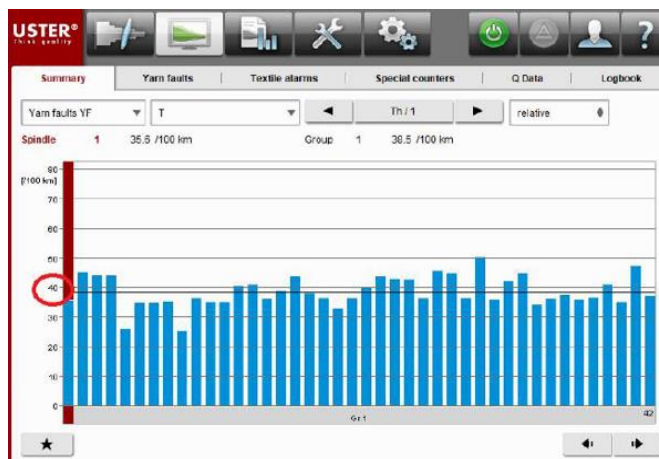 USTER®
Think quality
?
Summary Yarn faults Textile alarms Special counters Q Data Logbook
Yarn faults YF T Th / 1 relative
Spindle 1 35.6 /100 km Group 1 38.5 /100 km
80
[/100 km]
70
60
50
40
30
20
10
0
Gr 1 42